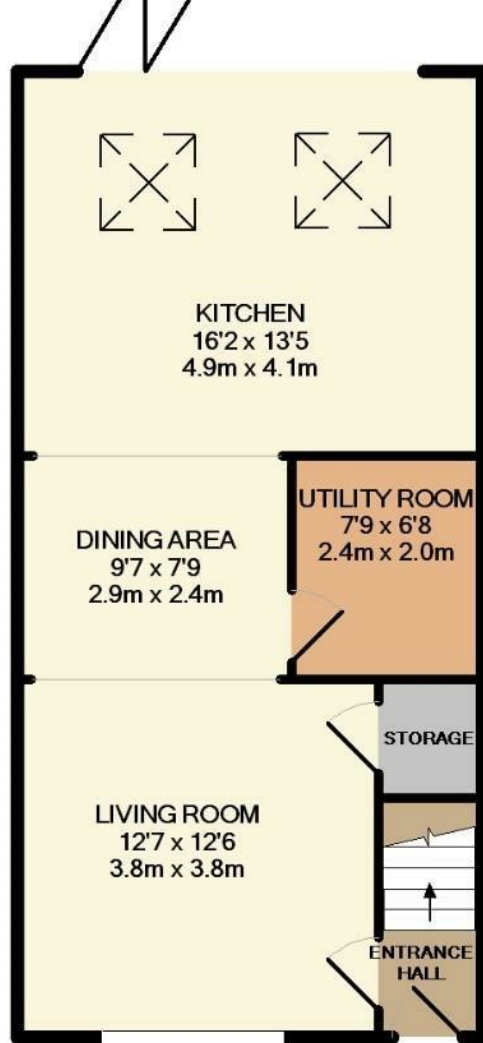 KITCHEN
16'2 x 13'5
4.9m x 4.1m
UTILITY ROOM
7'9 x 6'8
2.4m x 2.0m
DINING AREA
9'7 x 7'9
2.9m x 2.4m
STORAGE
LIVING ROOM
12'7 x 12'6
3.8m x 3.8m
ENTRANCE
HALL